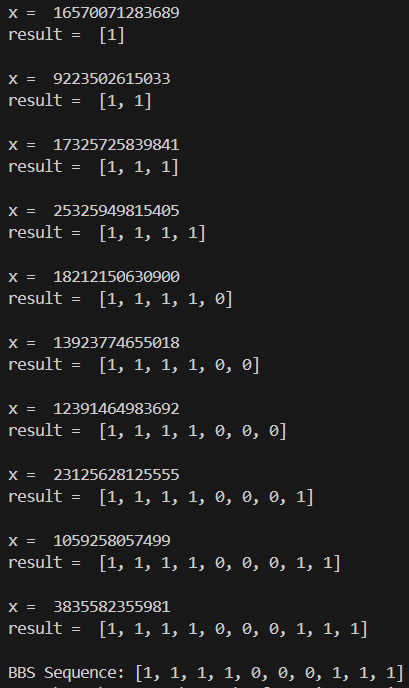 x =  16570071283689
result =  [1]
x =  9223502615033
result =  [1, 1]
x =  17325725839841
result =  [1, 1, 1]
x =  25325949815405
result =  [1, 1, 1, 1]
x =  18212150630900
result =  [1, 1, 1, 1, 0]
x =  13923774655018
result =  [1, 1, 1, 1, 0, 0]
x =  12391464983692
result =  [1, 1, 1, 1, 0, 0, 0]
x =  23125628125555
result =  [1, 1, 1, 1, 0, 0, 0, 1]
x =  1059258057499
result =  [1, 1, 1, 1, 0, 0, 0, 1, 1]
x =  3835582355981
result =  [1, 1, 1, 1, 0, 0, 0, 1, 1, 1]
BBS Sequence: [1, 1, 1, 1, 0, 0, 0, 1, 1, 1]